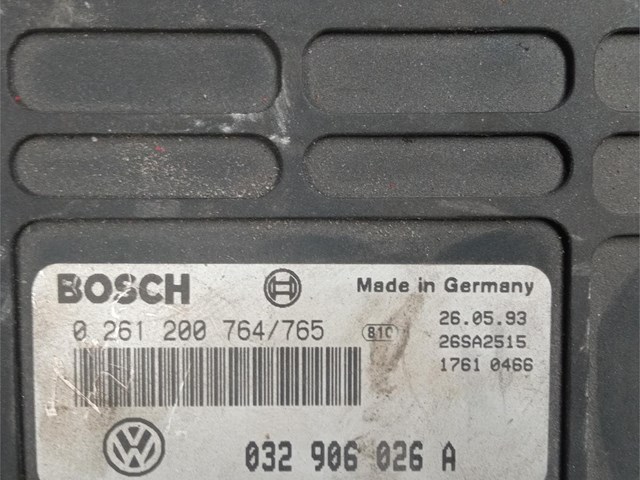 BOSCH Made in Germany
0 261 200 764/765 810 26.05.93
26SA2515
1761 0466
032 906 026 A